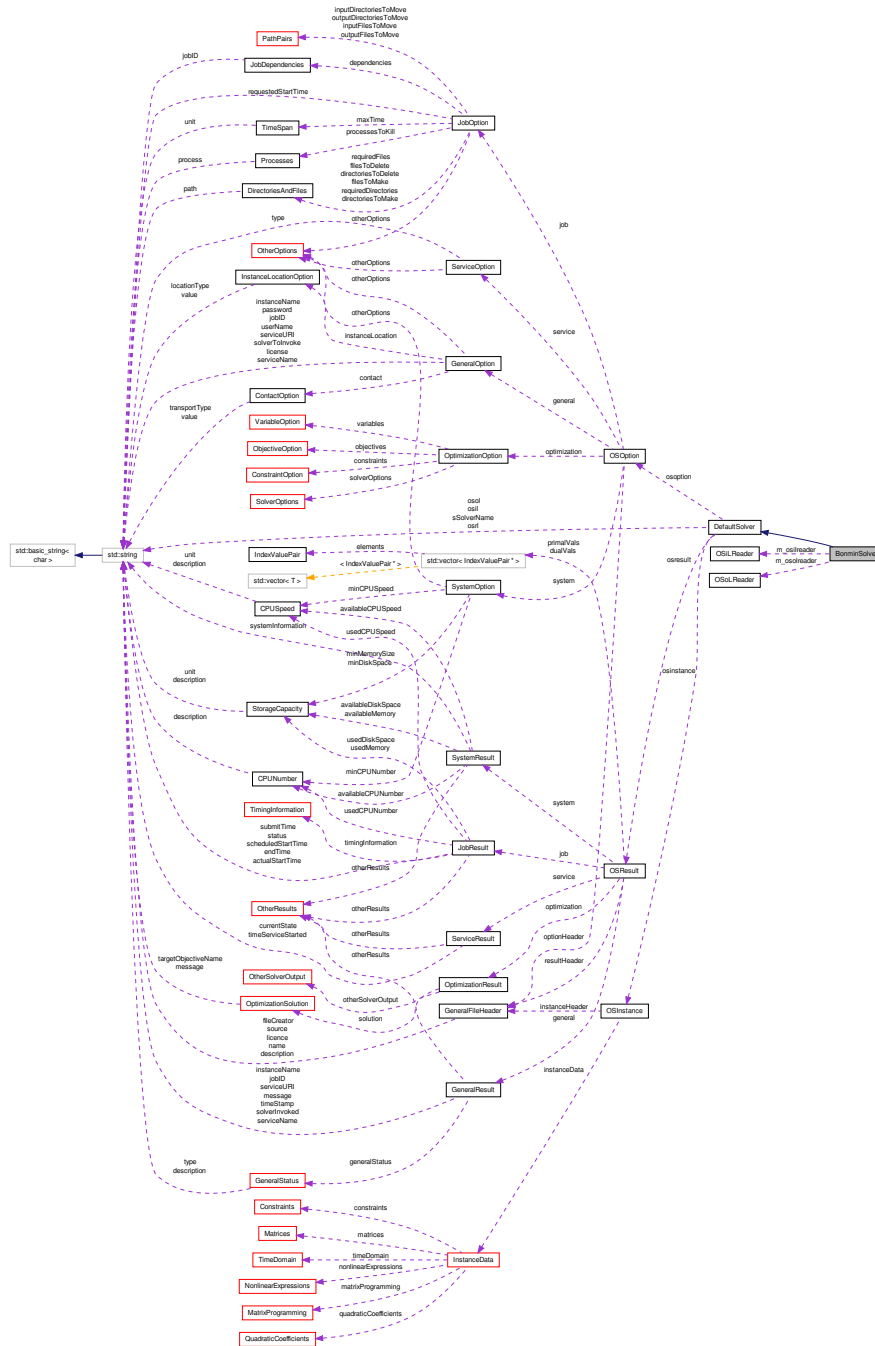 inputDirectoriesToMove
outputDirectoriesToMove
inputFilesToMove
outputFilesToMove
PathPairs
jobID
JobDependencies
dependencies
requestedStartTime
unit
TimeSpan
maxTime
JobOption
processesToKill
process
Processes
requiredFiles
filesToDelete
directoriesToDelete
filesToMake
requiredDirectories
directoriesToMake
path
DirectoriesAndFiles
type
otherOptions
job
OtherOptions
otherOptions
ServiceOption
otherOptions
InstanceLocationOption
locationType
value
otherOptions
instanceName
password
jobID
userName
serviceURI
solverToInvoke
license
serviceName
instanceLocation
service
GeneralOption
contact
general
ContactOption
transportType
value
VariableOption
variables
ObjectiveOption
objectives
OptimizationOption
optimization
OSOption
ConstraintOption
constraints
solverOptions
SolverOptions
osoption
osol
osil
sSolverName
osrl
DefaultSolver
std::basic_string<
char >
std::string
unit
description
IndexValuePair
elements
std::vector< IndexValuePair * >
primalVals
dualVals
OSiLReader
m_osilreader
BonminSolver
std::vector< T >
< IndexValuePair * >
osresult
OSoLReader
m_osolreader
SystemOption
system
minCPUSpeed
CPUSpeed
availableCPUSpeed
systemInformation
usedCPUSpeed
minMemorySize
minDiskSpace
osinstance
unit
description
StorageCapacity
availableDiskSpace
availableMemory
description
usedDiskSpace
usedMemory
SystemResult
CPUNumber
minCPUNumber
availableCPUNumber
system
TimingInformation
usedCPUNumber
submitTime
status
scheduledStartTime
endTime
actualStartTime
timingInformation
JobResult
job
OSResult
otherResults
service
OtherResults
otherResults
optimization
currentState
timeServiceStarted
otherResults
ServiceResult
otherResults
optionHeader
targetObjectiveName
message
resultHeader
OtherSolverOutput
OptimizationResult
otherSolverOutput
OptimizationSolution
solution
GeneralFileHeader
instanceHeader
OSInstance
general
fileCreator
source
licence
name
description
instanceName
jobID
serviceURI
message
timeStamp
solverInvoked
serviceName
instanceData
GeneralResult
generalStatus
type
description
GeneralStatus
Constraints
constraints
Matrices
matrices
TimeDomain
timeDomain
InstanceData
nonlinearExpressions
NonlinearExpressions
matrixProgramming
MatrixProgramming
quadraticCoefficients
QuadraticCoefficients